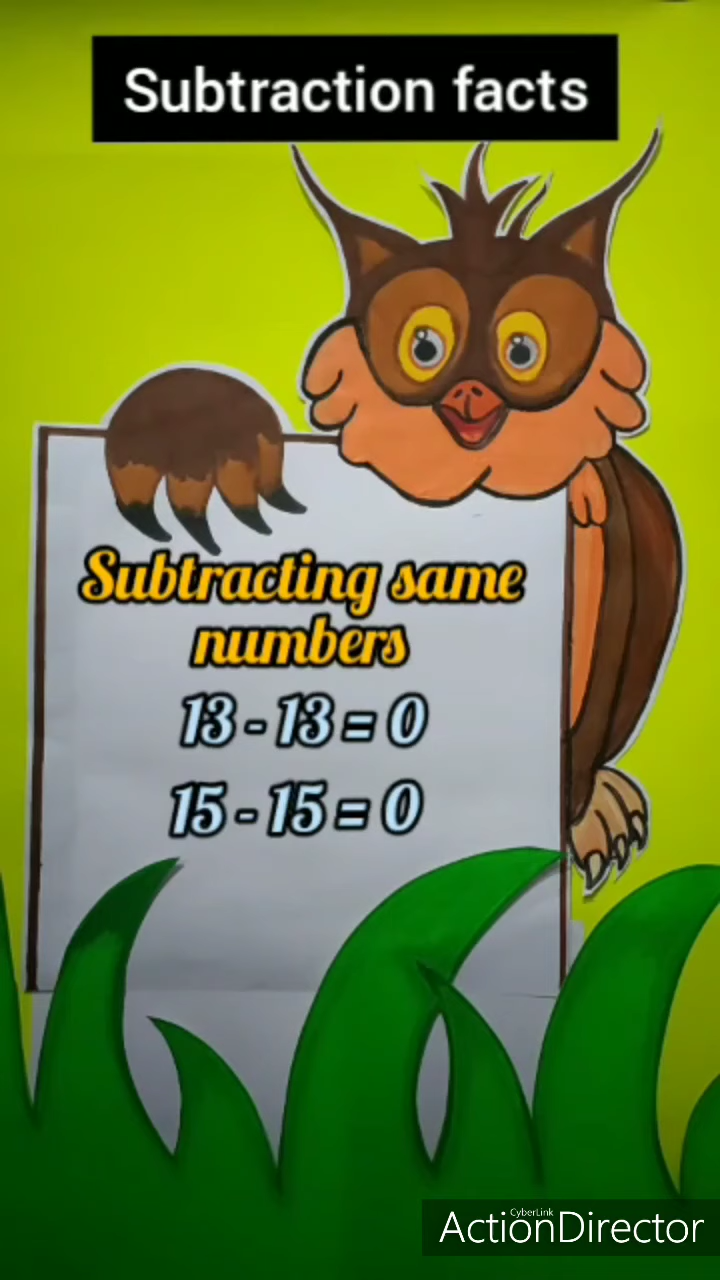 Subtraction facts
Subtracting same
numbers
13 - 13 = 0
15 - 15 = 0
CyberLink
ActionDirector